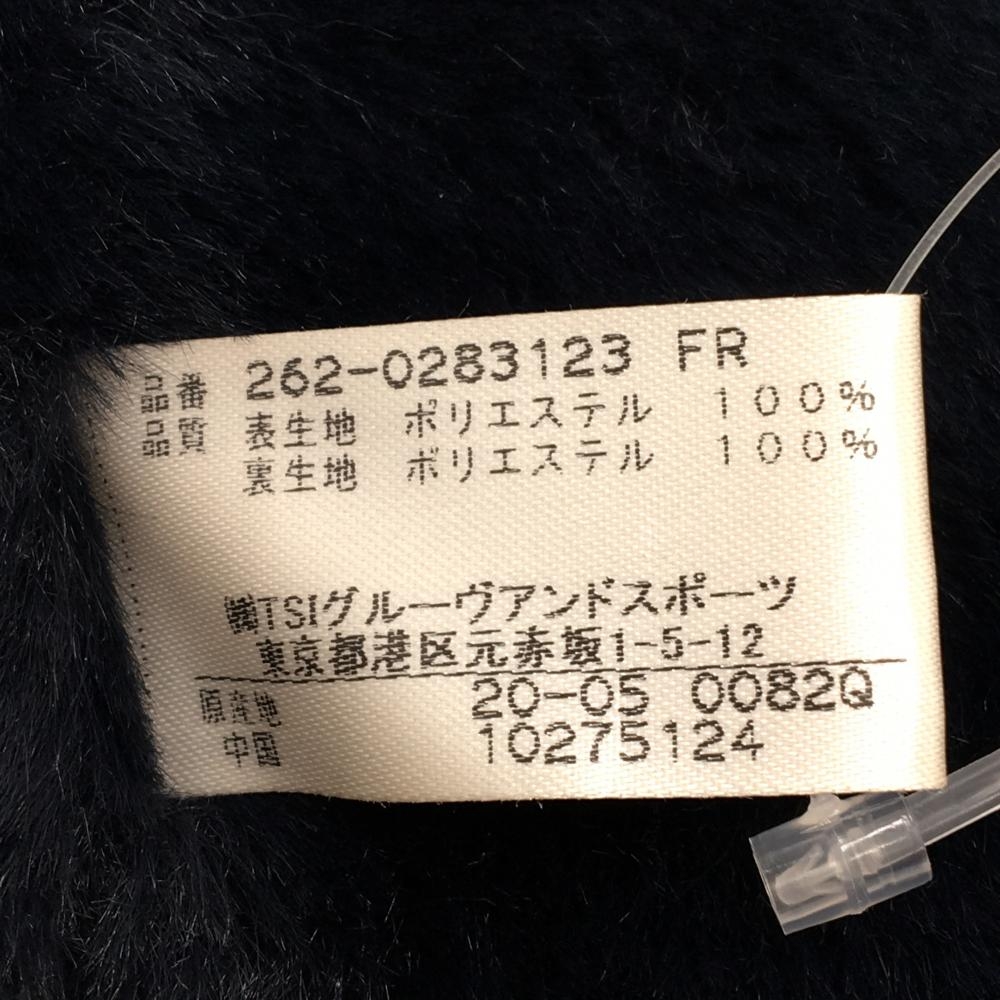 品番 262-0283123 FR
品質 表生地 ポリエステル 100%
裏生地 ポリエステル 100%
㈱TSIグルーヴアンドスポーツ
東京都港区元赤坂1-5-12
原産地 20-05 0082Q
中国 10275124